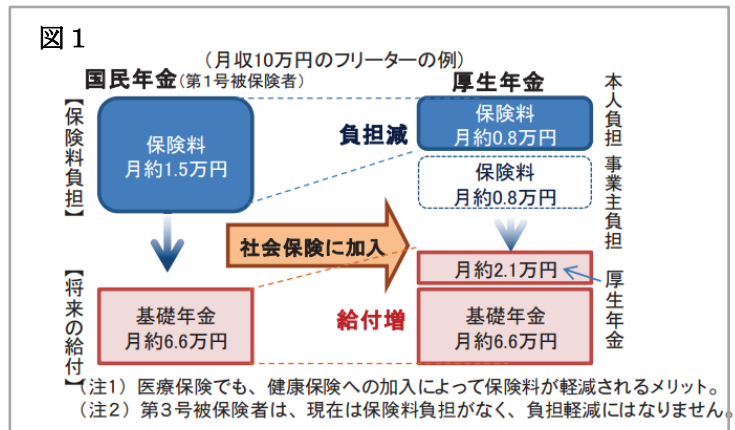 図１
（月収10万円のフリーターの例）
国民年金(第1号被保険者)
厚生年金
【保険料負担】
保険料
月約1.5万円
負担減
保険料
月約0.8万円
本人負担
保険料
月約0.8万円
事業主負担
社会保険に加入
月約2.1万円
厚生年金
【将来の給付】
基礎年金
月約6.6万円
給付増
基礎年金
月約6.6万円
(注1) 医療保険でも、健康保険への加入によって保険料が軽減されるメリット。
(注2) 第3号被保険者は、現在は保険料負担がなく、負担軽減にはなりません。